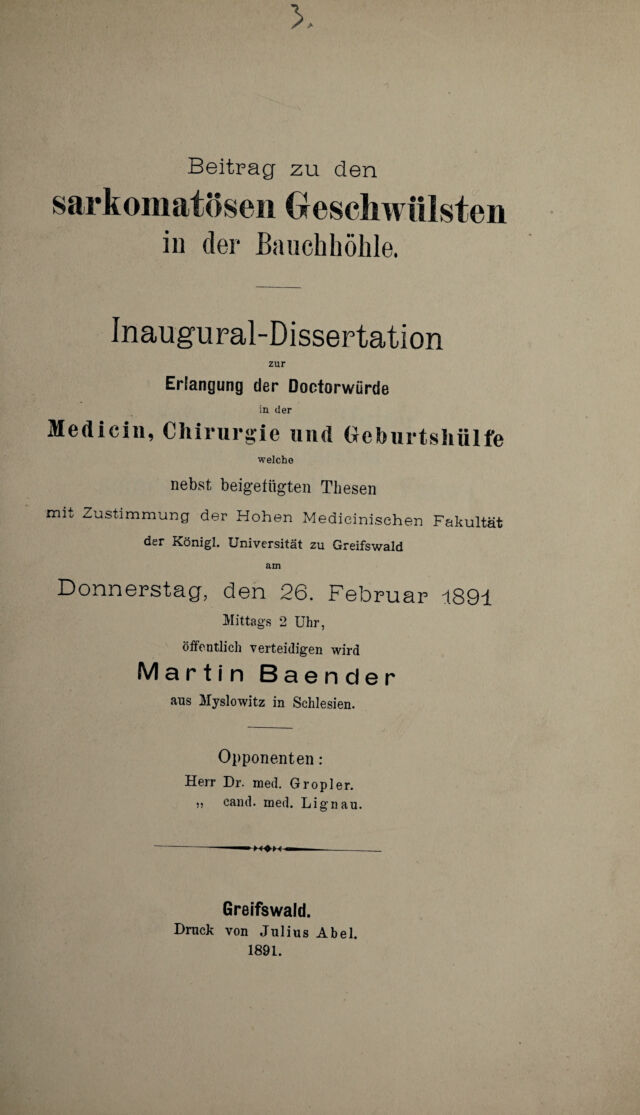 3.
Beitrag zu den
sarkomatösen Geschwülsten
in der Bauchhöhle.
Inaugural-Dissertation
zur
Erlangung der Doctorwürde
in der
Medicin, Chirurgie und Geburtshülfe
welche
nebst beigefügten Thesen
mit Zustimmung der Hohen Medicinischen Fakultät
der Königl. Universität zu Greifswald
am
Donnerstag, den 26. Februar 1891
Mittags 2 Uhr,
öffentlich verteidigen wird
Martin Baender
aus Myslowitz in Schlesien.
Opponenten:
Herr Dr. med. Gropler.
„ cand. med. Lignau.
Greifswald.
Druck von Julius Abel.
1891.